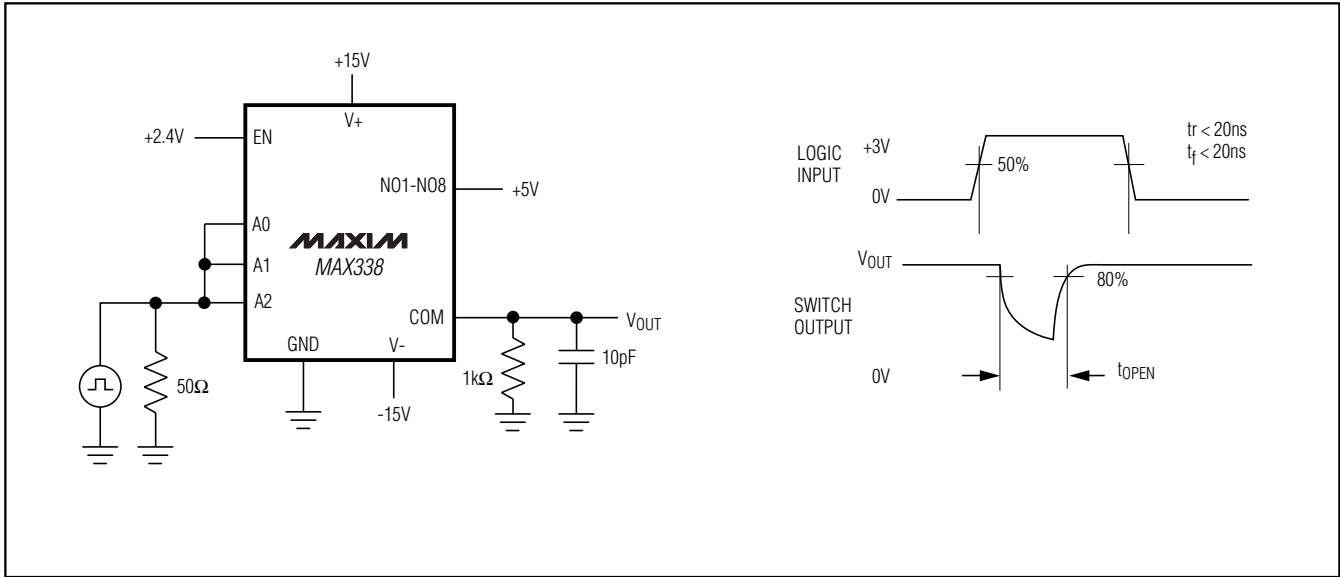 +15V
V+
+2.4V
EN
NO1-NO8
+5V
A0
MAXIM
MAX338
A1
A2
COM
VOUT
GND
V-
10pF
1kΩ
50Ω
-15V
LOGIC
INPUT
+3V
50%
0V
tr < 20ns
tf < 20ns
VOUT
80%
SWITCH
OUTPUT
0V
tOPEN